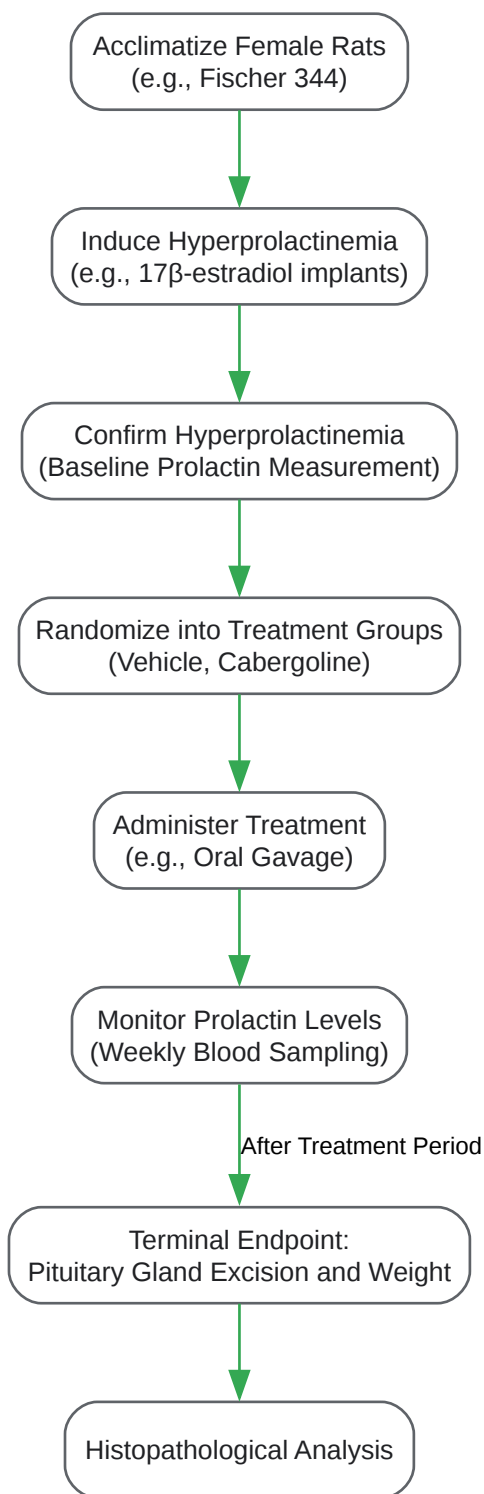 Acclimatize Female Rats
(e.g., Fischer 344)
Induce Hyperprolactinemia
(e.g., 17β-estradiol implants)
Confirm Hyperprolactinemia
(Baseline Prolactin Measurement)
Randomize into Treatment Groups
(Vehicle, Cabergoline)
Administer Treatment
(e.g., Oral Gavage)
Monitor Prolactin Levels
(Weekly Blood Sampling)
After Treatment Period
Terminal Endpoint:
Pituitary Gland Excision and Weight
Histopathological Analysis